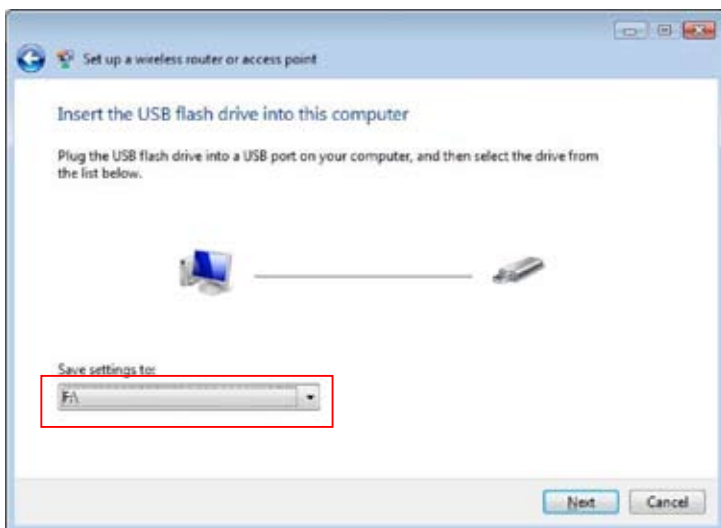 Set up a wireless router or access point
Insert the USB flash drive into this computer
Plug the USB flash drive into a USB port on your computer, and then select the drive from
the list below.
Save settings to:
F:\
Next Cancel